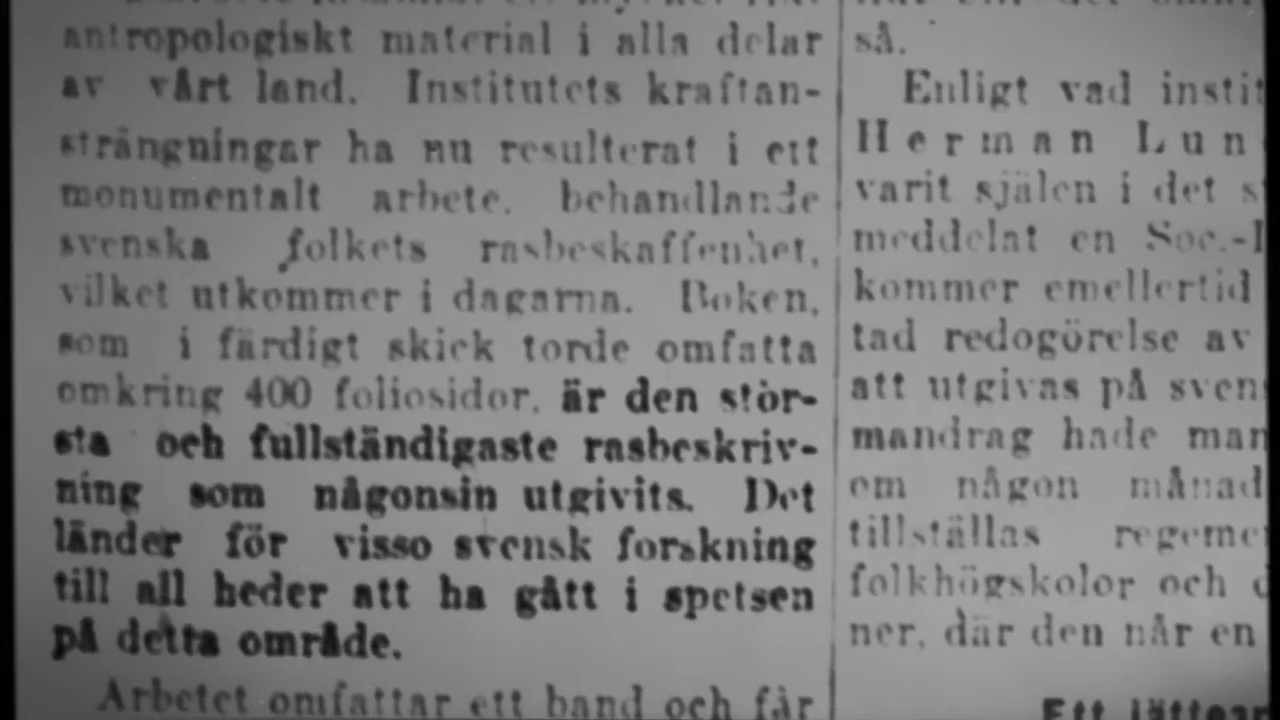 antropologiskt material i alla delar
av vårt land. Institutets kraftan-
strängningar ha nu resulterat i ett
monumentalt arbete, behandlande
svenska folkets rasbeskaffenhet,
vilket utkommer i dagarna. Boken,
som i färdigt skick torde omfatta
omkring 400 foliosidor, är den stör-
sta och fullständigaste rasbeskriv-
ning som någonsin utgivits. Det
länder för visso svensk forskning
till all heder att ha gått i spetsen
på detta område.
Arbetet omfattar ett band och får
så.
Enligt vad instit
Herman Lun
varit själen i det s
meddelat en Soc.-
kommer emellertid
tad redogörelse av
att utgivas på sven
mandrag hade man
om någon månad
tillställas regeme
folkhögskolor och
ner, där den når en
Ett jättear